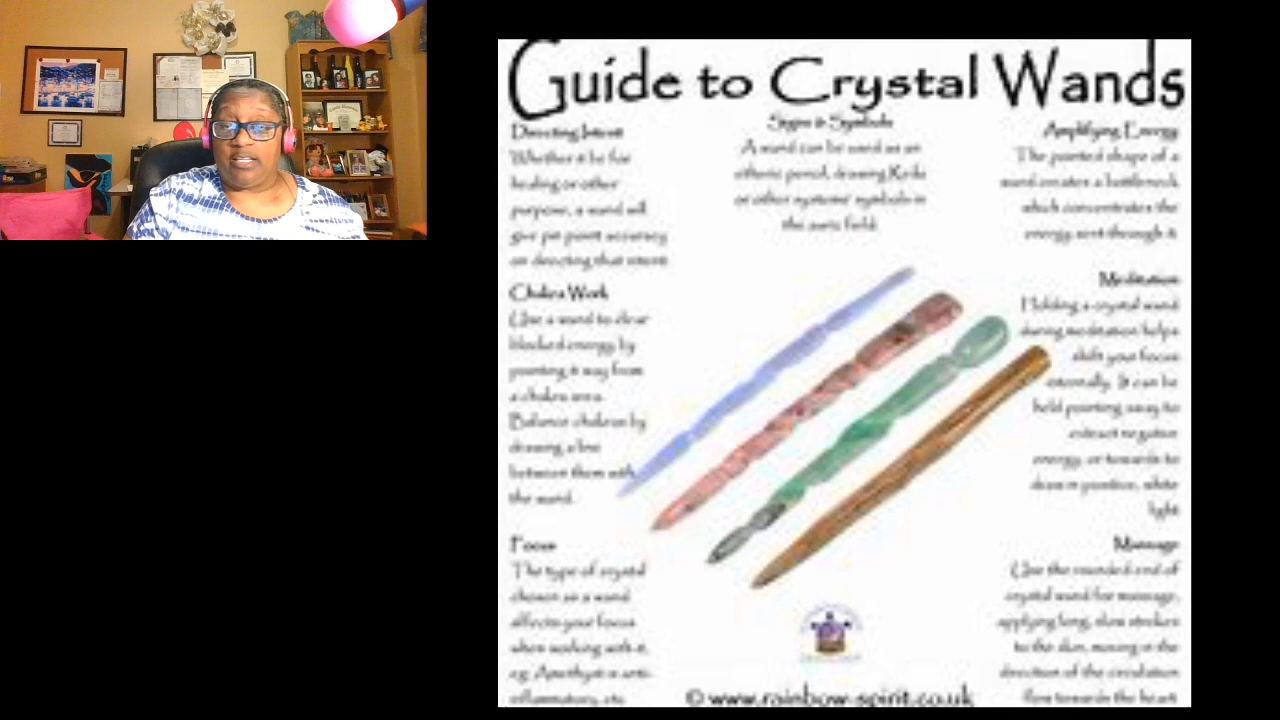 Guide to Crystal Wands
Directing Intent
Whether it be for
healing or other
purpose, a wand will
give pin point accuracy
on directing that intent
Chakra Work
Use a wand to clear
blocked energy, by
pointing it away from
a chakra area.
Balance chakras by
drawing a line
between them with
the wand.
Focus
The type of crystal
chosen as a wand
affects your focus
when working with it,
eg. Amethyst is anti-
inflammatory, etc
Signs & Symbols
A wand can be used as an
etheric pencil, drawing Reiki
or other systems' symbols in
the auric field.
Amplifying Energy
The pointed shape of a
wand creates a bottleneck
which concentrates the
energy sent through it.
Meditation
Holding a crystal wand
during meditation helps
shift your focus
internally. It can be
held pointing away to
extract negative
energy, or towards to
draw in positive, white
light
Massage
Use the rounded end of
crystal wand for massage,
applying long, slow strokes
to the skin, moving in the
direction of the circulation
flow towards the heart.
© www.rainbow-spirit.co.uk